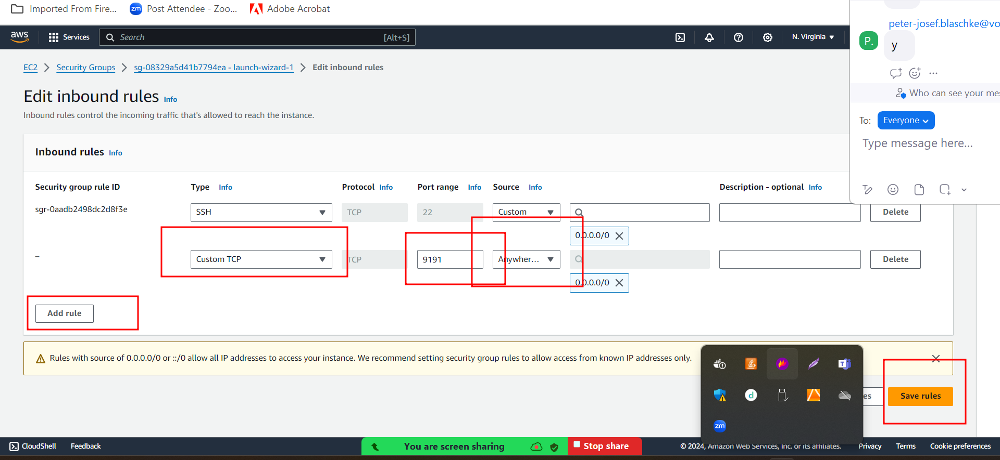 Imported From Fire...
zm Post Attendee - Zoo...
Adobe Acrobat
aws
Services
Search
[Alt+S]
N. Virginia
EC2
Security Groups
sg-08329a5d41b7794ea - launch-wizard-1
Edit inbound rules
Edit inbound rules Info
Inbound rules control the incoming traffic that's allowed to reach the instance.
Inbound rules Info
Security group rule ID
Type Info
Protocol Info
Port range Info
Source Info
Description - optional Info
sgr-0aadb2498dc2d8f3e
SSH
TCP
22
Custom
Delete
0.0.0.0/0
–
Custom TCP
TCP
9191
Anywher...
Delete
0.0.0.0/0
Add rule
Rules with source of 0.0.0.0/0 or ::/0 allow all IP addresses to access your instance. We recommend setting security group rules to allow access from known IP addresses only.
Save rules
peter-josef.blaschke@vo
P.
y
Who can see your mes
To: Everyone
Type message here...
d
zm
CloudShell
Feedback
You are screen sharing
Stop share
© 2024, Amazon Web Services, Inc. or its affiliates.
Privacy
Terms
Cookie preferences